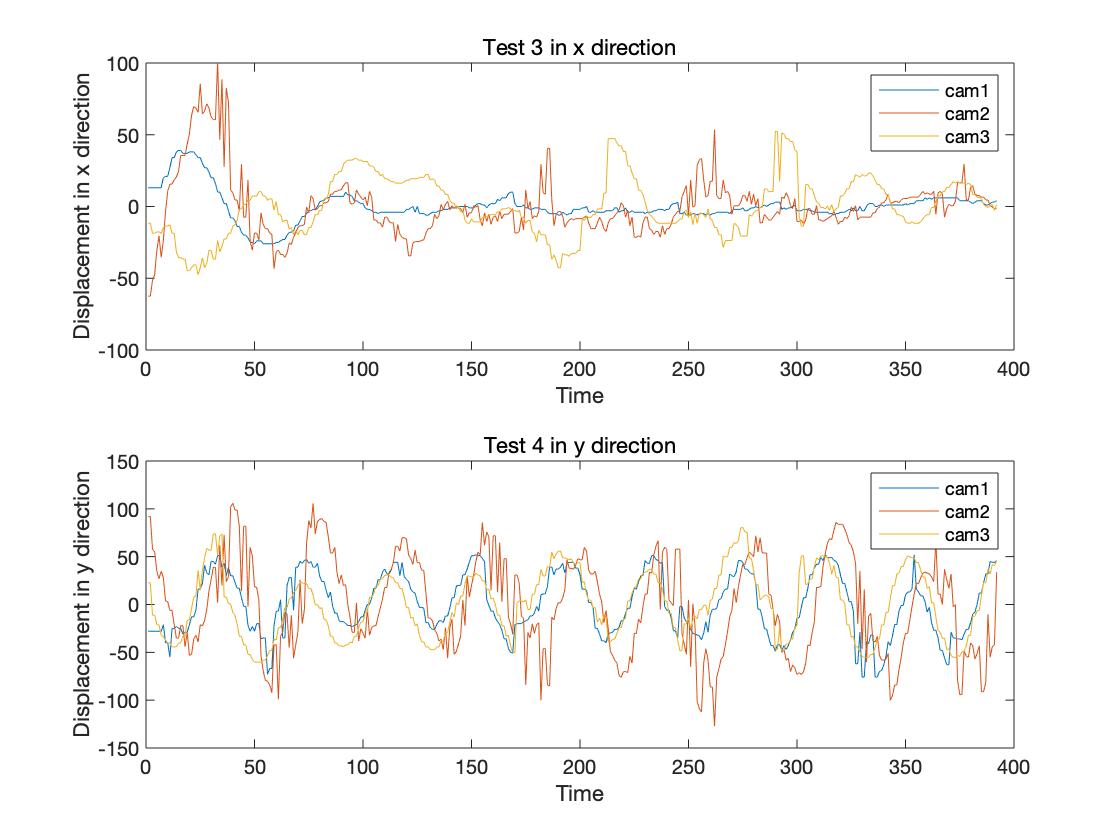 Test 3 in x direction
Displacement in x direction
100
50
0
-50
-100
0 50 100 150 200 250 300 350 400
Time
cam1
cam2
cam3
Test 4 in y direction
Displacement in y direction
150
100
50
0
-50
-100
-150
0 50 100 150 200 250 300 350 400
Time
cam1
cam2
cam3